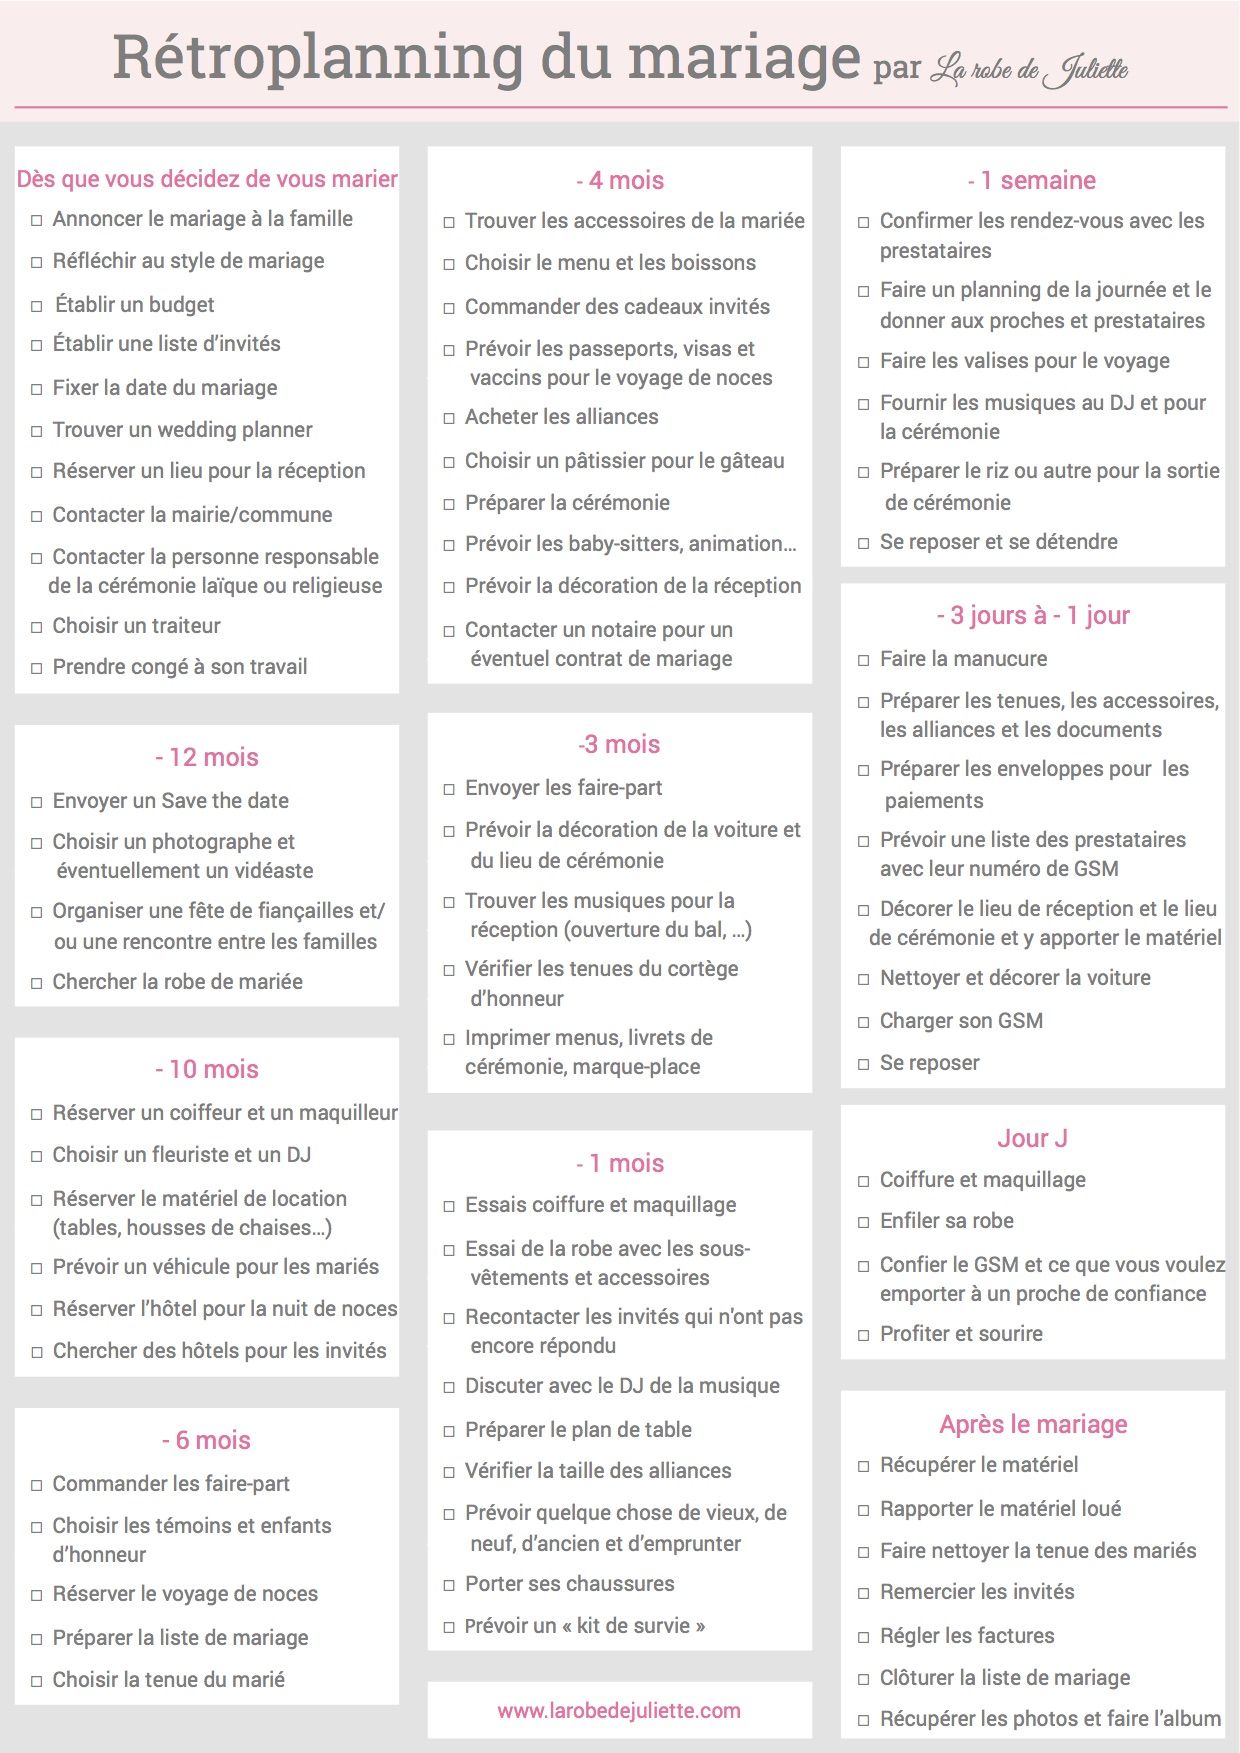 Rétroplanning du mariage par La robe de Juliette
Dès que vous décidez de vous marier
□ Annoncer le mariage à la famille
□ Réfléchir au style de mariage
□ Établir un budget
□ Établir une liste d’invités
□ Fixer la date du mariage
□ Trouver un wedding planner
□ Réserver un lieu pour la réception
□ Contacter la mairie/commune
□ Contacter la personne responsable
de la cérémonie laïque ou religieuse
□ Choisir un traiteur
□ Prendre congé à son travail
- 12 mois
□ Envoyer un Save the date
□ Choisir un photographe et
éventuellement un vidéaste
□ Organiser une fête de fiançailles et/
ou une rencontre entre les familles
□ Chercher la robe de mariée
- 10 mois
□ Réserver un coiffeur et un maquilleur
□ Choisir un fleuriste et un DJ
□ Réserver le matériel de location
(tables, housses de chaises...)
□ Prévoir un véhicule pour les mariés
□ Réserver l’hôtel pour la nuit de noces
□ Chercher des hôtels pour les invités
- 6 mois
□ Commander les faire-part
□ Choisir les témoins et enfants
d’honneur
□ Réserver le voyage de noces
□ Préparer la liste de mariage
□ Choisir la tenue du marié
- 4 mois
□ Trouver les accessoires de la mariée
□ Choisir le menu et les boissons
□ Commander des cadeaux invités
□ Prévoir les passeports, visas et
vaccins pour le voyage de noces
□ Acheter les alliances
□ Choisir un pâtissier pour le gâteau
□ Préparer la cérémonie
□ Prévoir les baby-sitters, animation...
□ Prévoir la décoration de la réception
□ Contacter un notaire pour un
éventuel contrat de mariage
-3 mois
□ Envoyer les faire-part
□ Prévoir la décoration de la voiture et
du lieu de cérémonie
□ Trouver les musiques pour la
réception (ouverture du bal, ...)
□ Vérifier les tenues du cortège
d’honneur
□ Imprimer menus, livrets de
cérémonie, marque-place
- 1 mois
□ Essais coiffure et maquillage
□ Essai de la robe avec les sous-
vêtements et accessoires
□ Recontacter les invités qui n'ont pas
encore répondu
□ Discuter avec le DJ de la musique
□ Préparer le plan de table
□ Vérifier la taille des alliances
□ Prévoir quelque chose de vieux, de
neuf, d’ancien et d’emprunter
□ Porter ses chaussures
□ Prévoir un « kit de survie »
www.larobedejuliette.com
- 1 semaine
□ Confirmer les rendez-vous avec les
prestataires
□ Faire un planning de la journée et le
donner aux proches et prestataires
□ Faire les valises pour le voyage
□ Fournir les musiques au DJ et pour
la cérémonie
□ Préparer le riz ou autre pour la sortie
de cérémonie
□ Se reposer et se détendre
- 3 jours à - 1 jour
□ Faire la manucure
□ Préparer les tenues, les accessoires,
les alliances et les documents
□ Préparer les enveloppes pour les
paiements
□ Prévoir une liste des prestataires
avec leur numéro de GSM
□ Décorer le lieu de réception et le lieu
de cérémonie et y apporter le matériel
□ Nettoyer et décorer la voiture
□ Charger son GSM
□ Se reposer
Jour J
□ Coiffure et maquillage
□ Enfiler sa robe
□ Confier le GSM et ce que vous voulez
emporter à un proche de confiance
□ Profiter et sourire
Après le mariage
□ Récupérer le matériel
□ Rapporter le matériel loué
□ Faire nettoyer la tenue des mariés
□ Remercier les invités
□ Régler les factures
□ Clôturer la liste de mariage
□ Récupérer les photos et faire l’album